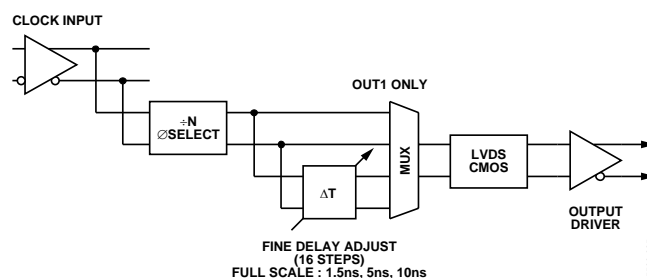 CLOCK INPUT
OUT1 ONLY
÷N
∅SELECT
MUX
LVDS
CMOS
ΔT
OUTPUT
DRIVER
FINE DELAY ADJUST
(16 STEPS)
FULL SCALE : 1.5ns, 5ns, 10ns